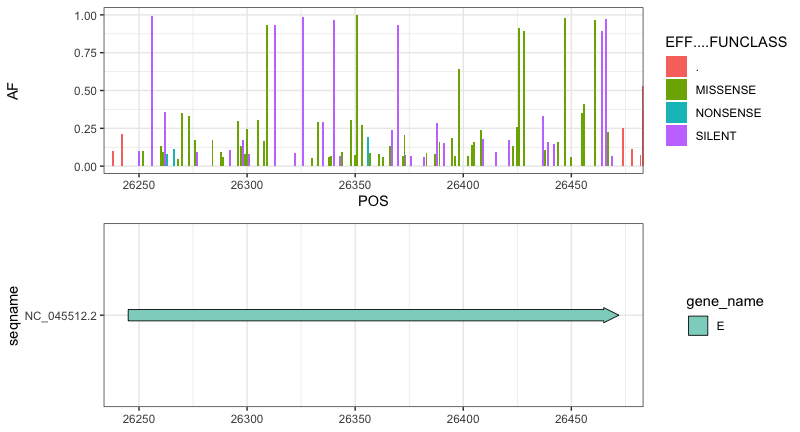 1.00
0.75
0.50
0.25
0.00
AF
26250 26300 26350 26400 26450
POS
EFF....FUNCLASS
.
MISSENSE
NONSENSE
SILENT
seqname
NC_045512.2
26250 26300 26350 26400 26450
gene_name
E